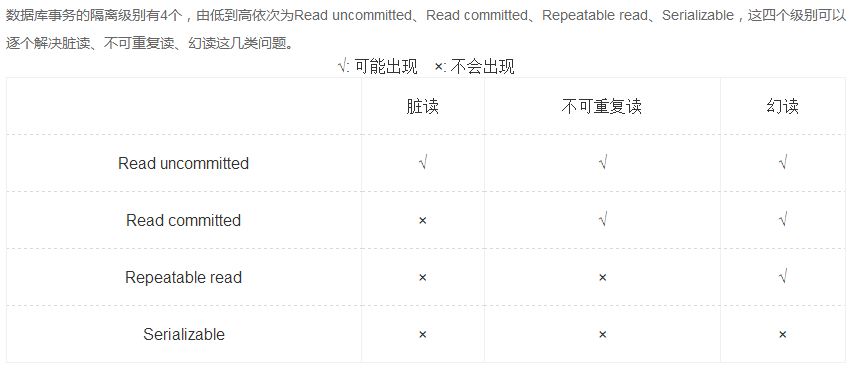 数据库事务的隔离级别有4个，由低到高依次为Read uncommitted、Read committed、Repeatable read、Serializable，这四个级别可以
逐个解决脏读、不可重复读、幻读这几类问题。
√: 可能出现 ×: 不会出现
脏读 不可重复读 幻读
Read uncommitted √ √ √
Read committed × √ √
Repeatable read × × √
Serializable × × ×